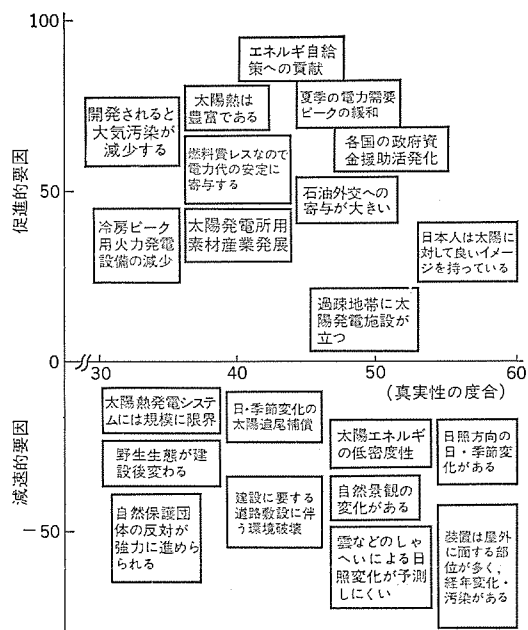 100
50
0
-50
促進的要因
減速的要因
30
40
50
60
(真実性の度合)
エネルギ自給
策への貢献
開発されると
大気汚染が
減少する
太陽熱は
豊富である
夏季の電力需要
ピークの緩和
燃料費レスなので
電力代の安定に
寄与する
各国の政府資
金援助活発化
石油外交への
寄与が大きい
冷房ピーク
用火力発電
設備の減少
太陽発電所用
素材産業発展
日本人は太陽に
対して良いイメー
ジを持っている
過疎地帯に太
陽発電施設が
立つ
太陽熱発電システ
ムには規模に限界
日・季節変化の
太陽追尾補償
太陽エネルギ
の低密度性
日照方向の
日・季節
変化がある
野生生態が建
設後変わる
自然景観の
変化がある
建設に要する
道路敷設に伴
う環境破壊
自然保護団
体の反対が
強力に進めら
られる
雲などのしゃ
へいによる日
照変化が予測
しにくい
装置は屋外
に面する部
位が多く,
経年変化・
汚染がある